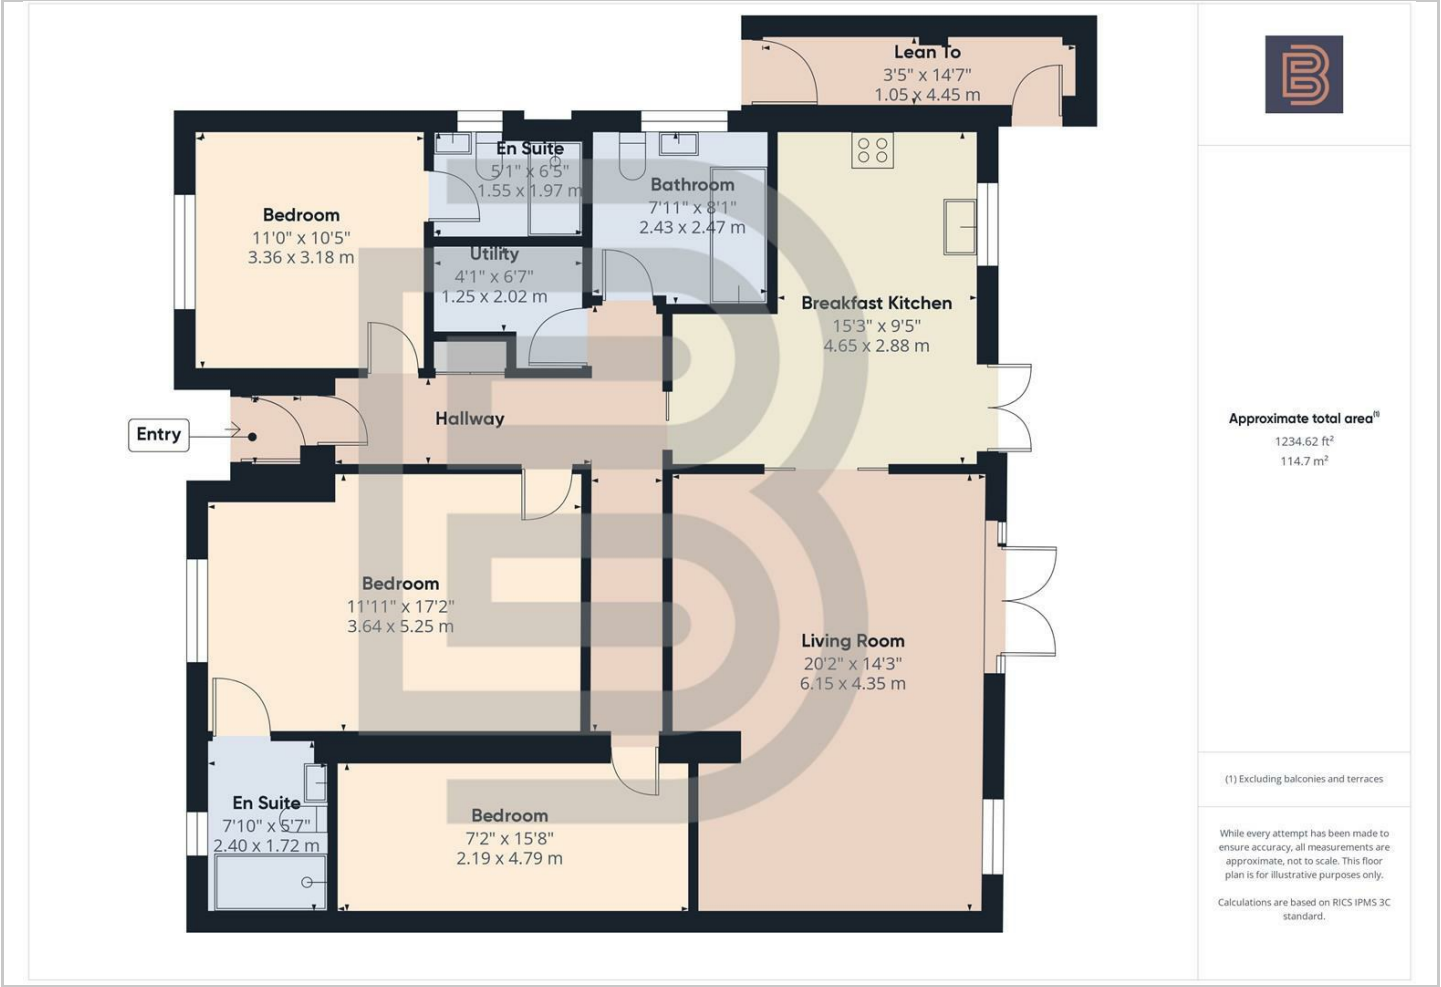 Lean To
3'5" x 14'7"
1.05 x 4.45 m
En Suite
5'1" x 6'5"
1.55 x 1.97 m
Bathroom
7'11" x 8'1"
2.43 x 2.47 m
Bedroom
11'0" x 10'5"
3.36 x 3.18 m
Utility
4'1" x 6'7"
1.25 x 2.02 m
Breakfast Kitchen
15'3" x 9'5"
4.65 x 2.88 m
Entry
Hallway
Bedroom
11'11" x 17'2"
3.64 x 5.25 m
Living Room
20'2" x 14'3"
6.15 x 4.35 m
En Suite
7'10" x 5'7"
2.40 x 1.72 m
Bedroom
7'2" x 15'8"
2.19 x 4.79 m
B
Approximate total area(1)
1234.62 ft²
114.7 m²
(1) Excluding balconies and terraces
While every attempt has been made to
ensure accuracy, all measurements are
approximate, not to scale. This floor
plan is for illustrative purposes only.
Calculations are based on RICS IPMS 3C
standard.